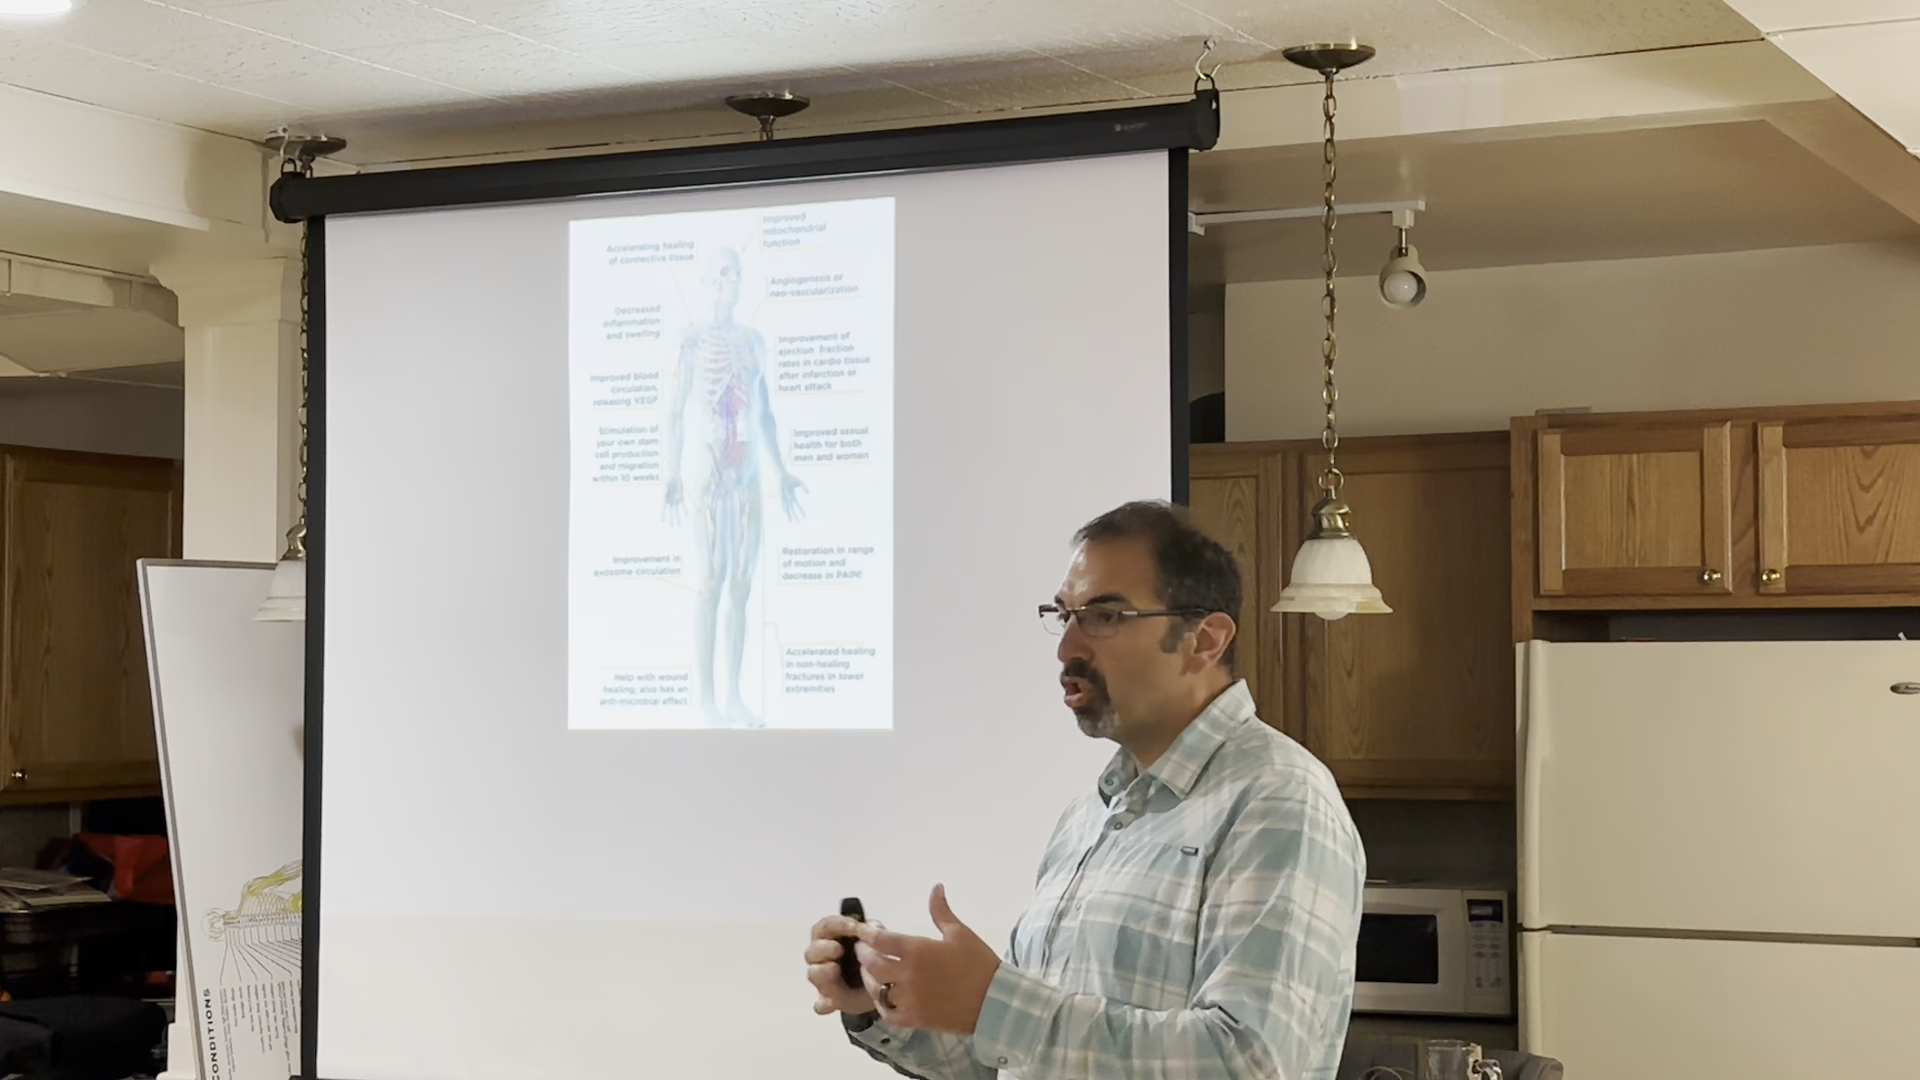 Improved
mitochondrial
function
Accelerating healing
of connective tissue
Angiogenesis or
neo-vascularization
Decreased
inflammation
and swelling
Improvement of
ejection fraction
rates in cardio tissue
after infarction or
heart attack
Improved blood
circulation,
releasing VEGF
Stimulation of
your own stem
cell production
and migration
within 10 weeks
Improved sexual
health for both
men and women
Improvement in
exosome circulation
Restoration in range
of motion and
decrease in PAIN!
Accelerated healing
in non-healing
fractures in lower
extremities
Help with wound
healing; also has an
anti-microbial effect
CONDITIONS